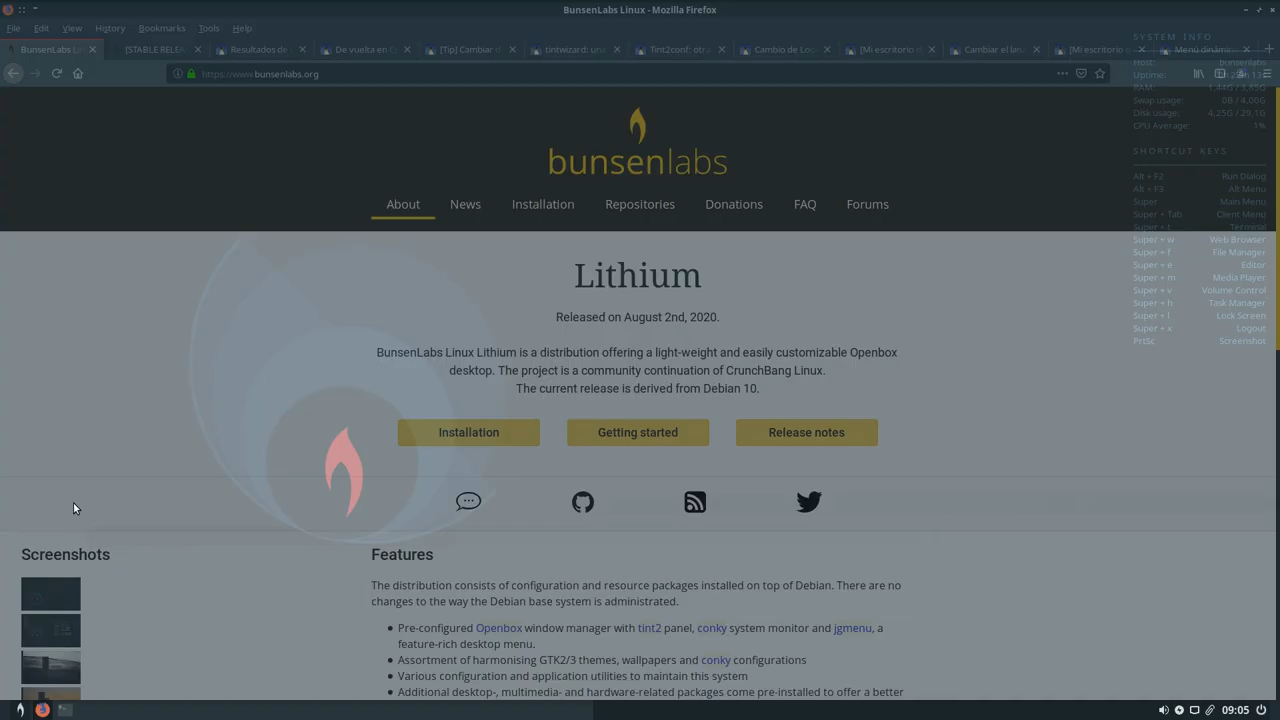 BunsenLabs Linux - Mozilla Firefox
File Edit View History Bookmarks Tools Help
SYSTEM INFO
BunsenLabs Li [STABLE RELEA Resultados de De vuelta en C [Tip] Cambiar d tintwizard: una Tint2conf: otra Cambio de Log [Mi escritorio d Cambiar el lana [Mi escritorio Menú dinámic
Host: bunsenlabs
https://www.bunsenlabs.org
Uptime:
RAM: 1,44G / 3,85G
Swap usage: 0B / 4,00G
Disk usage: 4,25G / 29,1G
CPU Average: 1%
bunsenlabs
SHORTCUT KEYS
Alt + F2 Run Dialog
Alt + F3 Alt Menu
Super Main Menu
Super + Tab Client Menu
Super + t Terminal
Super + w Web Browser
Super + f File Manager
Super + e Editor
Super + m Media Player
Super + v Volume Control
Super + h Task Manager
Super + l Lock Screen
Super + x Logout
PrtSc Screenshot
About News Installation Repositories Donations FAQ Forums
Lithium
Released on August 2nd, 2020.
BunsenLabs Linux Lithium is a distribution offering a light-weight and easily customizable Openbox
desktop. The project is a community continuation of CrunchBang Linux.
The current release is derived from Debian 10.
Installation Getting started Release notes
Screenshots
Features
The distribution consists of configuration and resource packages installed on top of Debian. There are no
changes to the way the Debian base system is administrated.
• Pre-configured Openbox window manager with tint2 panel, conky system monitor and jgmenu, a
feature-rich desktop menu.
• Assortment of harmonising GTK2/3 themes, wallpapers and conky configurations
• Various configuration and application utilities to maintain this system
• Additional desktop-, multimedia- and hardware-related packages come pre-installed to offer a better
09:05